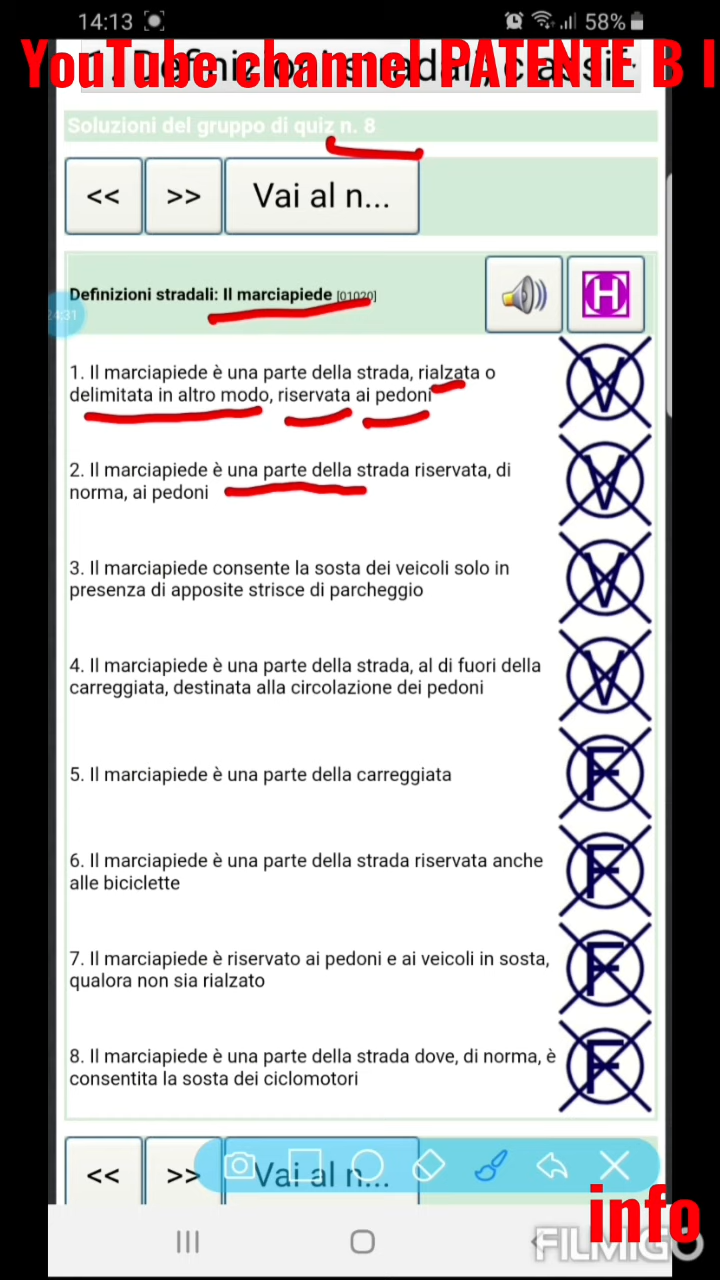 14:13
58%
YouTube channel PATENTE B I
Soluzioni del gruppo di quiz n. 8
<< >> Vai al n...
Definizioni stradali: Il marciapiede [01020]
24:31
1. Il marciapiede è una parte della strada, rialzata o
delimitata in altro modo, riservata ai pedoni
V
2. Il marciapiede è una parte della strada riservata, di
norma, ai pedoni
V
3. Il marciapiede consente la sosta dei veicoli solo in
presenza di apposite strisce di parcheggio
V
4. Il marciapiede è una parte della strada, al di fuori della
carreggiata, destinata alla circolazione dei pedoni
V
5. Il marciapiede è una parte della carreggiata
F
6. Il marciapiede è una parte della strada riservata anche
alle biciclette
F
7. Il marciapiede è riservato ai pedoni e ai veicoli in sosta,
qualora non sia rialzato
F
8. Il marciapiede è una parte della strada dove, di norma, è
consentita la sosta dei ciclomotori
F
<< >> Vai al n...
info
FILMIGO